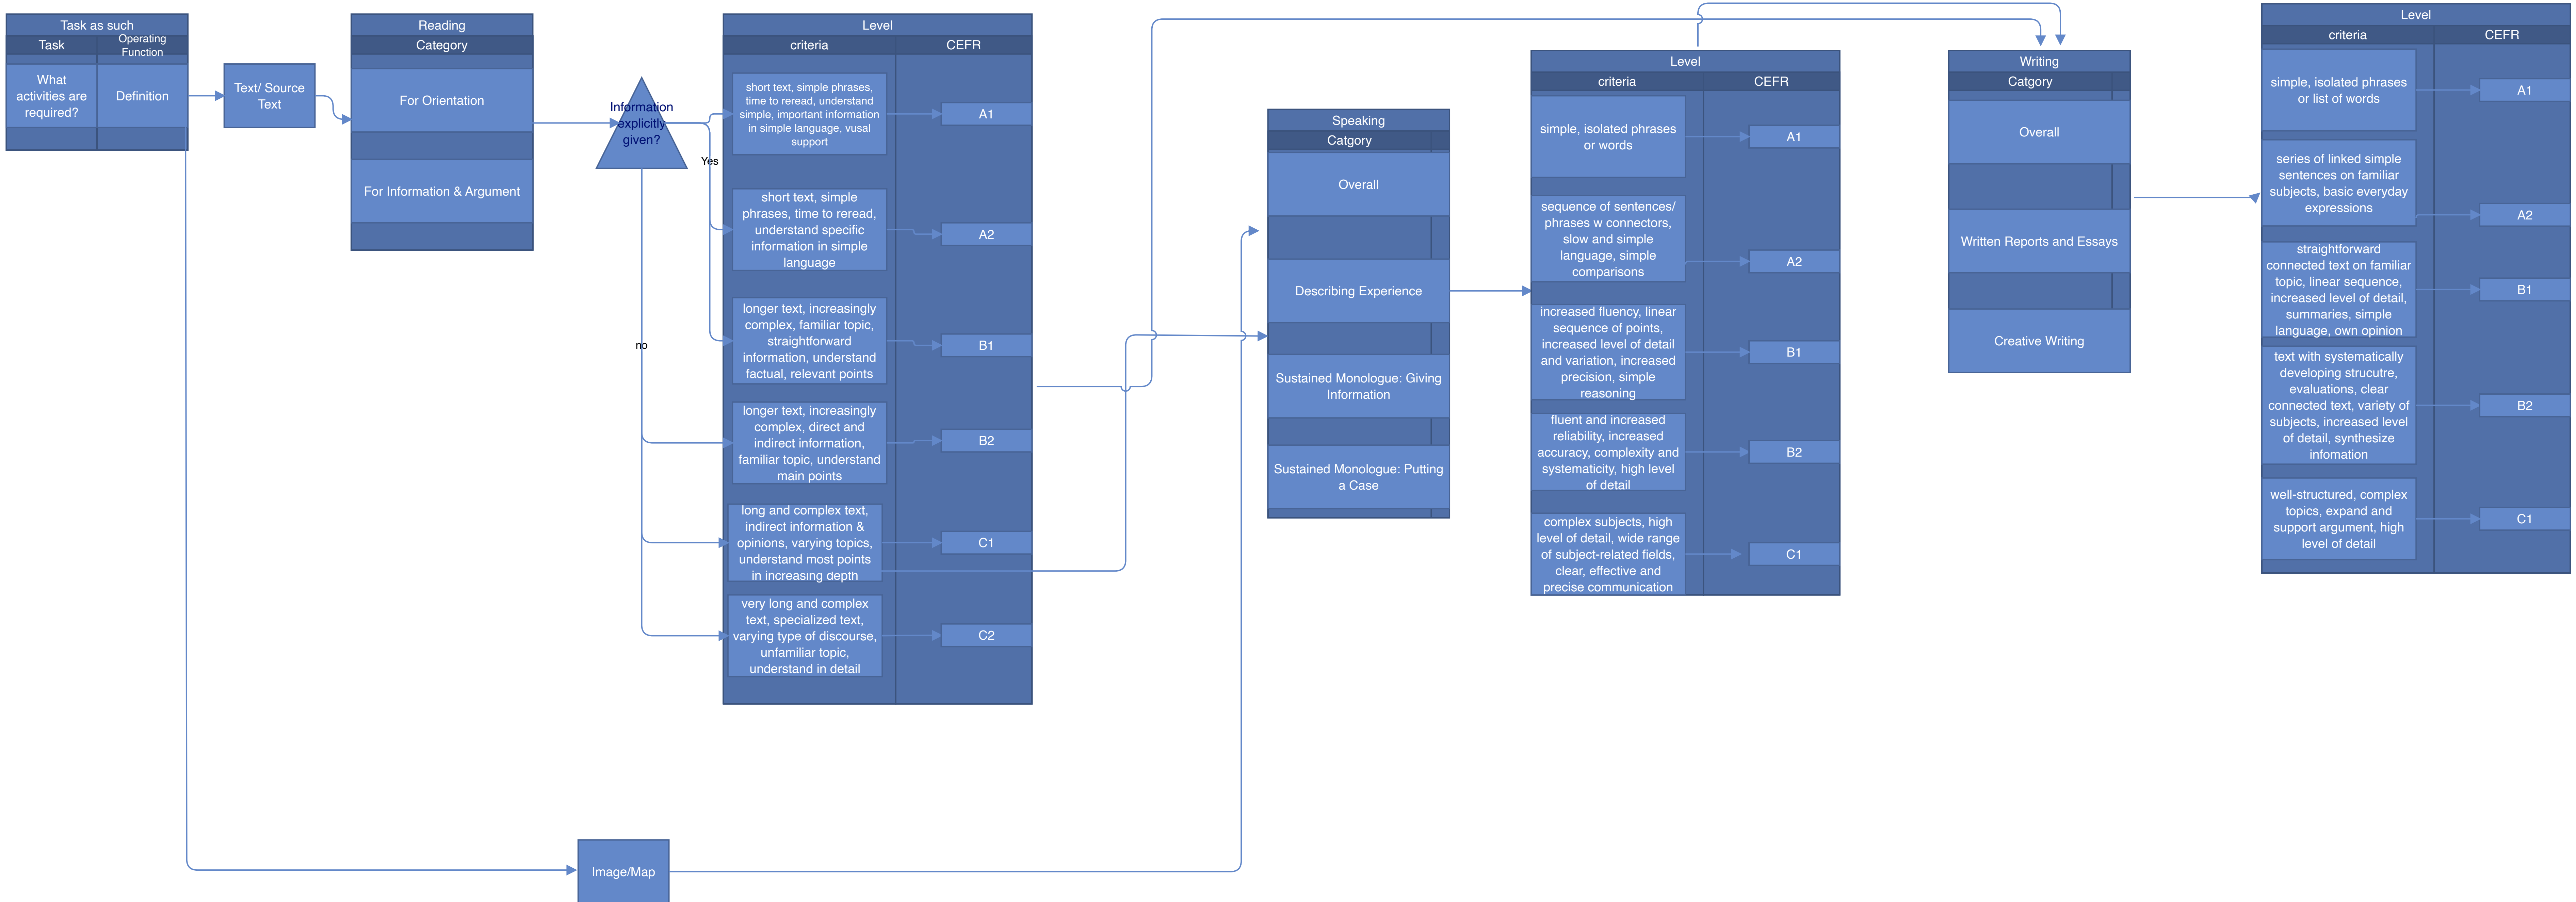 Task as such
Task
Operating
Function
What
activities are
required?
Definition
Text/ Source
Text
Reading
Category
For Orientation
For Information & Argument
Information
explicitly
given?
Yes
no
Level
criteria
CEFR
short text, simple phrases,
time to reread, understand
simple, important information
in simple language, vusal
support
A1
short text, simple
phrases, time to reread,
understand specific
information in simple
language
A2
longer text, increasingly
complex, familiar topic,
straightforward
information, understand
factual, relevant points
B1
longer text, increasingly
complex, direct and
indirect information,
familiar topic, understand
main points
B2
long and complex text,
indirect information &
opinions, varying topics,
understand most points
in increasing depth
C1
very long and complex
text, specialized text,
varying type of discourse,
unfamiliar topic,
understand in detail
C2
Image/Map
Speaking
Catgory
Overall
Describing Experience
Sustained Monologue: Giving
Information
Sustained Monologue: Putting
a Case
Level
criteria
CEFR
simple, isolated phrases
or words
A1
sequence of sentences/
phrases w connectors,
slow and simple
language, simple
comparisons
A2
increased fluency, linear
sequence of points,
increased level of detail
and variation, increased
precision, simple
reasoning
B1
fluent and increased
reliability, increased
accuracy, complexity and
systematicity, high level
of detail
B2
complex subjects, high
level of detail, wide range
of subject-related fields,
clear, effective and
precise communication
C1
Writing
Catgory
Overall
Written Reports and Essays
Creative Writing
Level
criteria
CEFR
simple, isolated phrases
or list of words
A1
series of linked simple
sentences on familiar
subjects, basic everyday
expressions
A2
straightforward
connected text on familiar
topic, linear sequence,
increased level of detail,
summaries, simple
language, own opinion
B1
text with systematically
developing strucutre,
evaluations, clear
connected text, variety of
subjects, increased level
of detail, synthesize
infomation
B2
well-structured, complex
topics, expand and
support argument, high
level of detail
C1